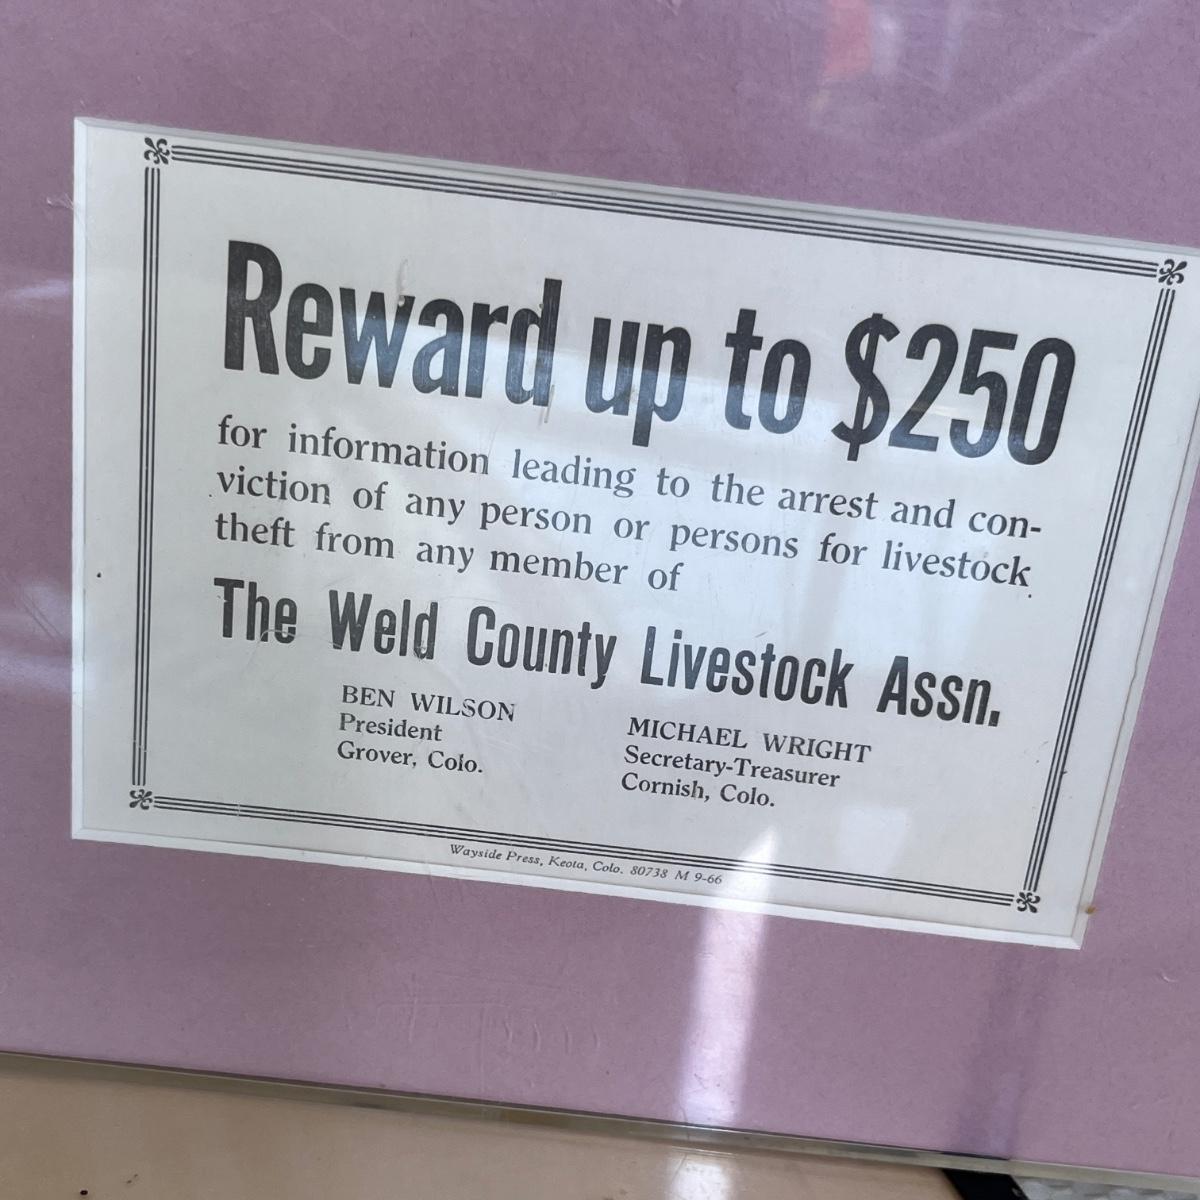 Reward up to $250
for information leading to the arrest and con-
viction of any person or persons for livestock
theft from any member of
The Weld County Livestock Assn.
BEN WILSON
President
Grover, Colo.
MICHAEL WRIGHT
Secretary-Treasurer
Cornish, Colo.
Wayside Press, Keota, Colo. 80738 M 9-66